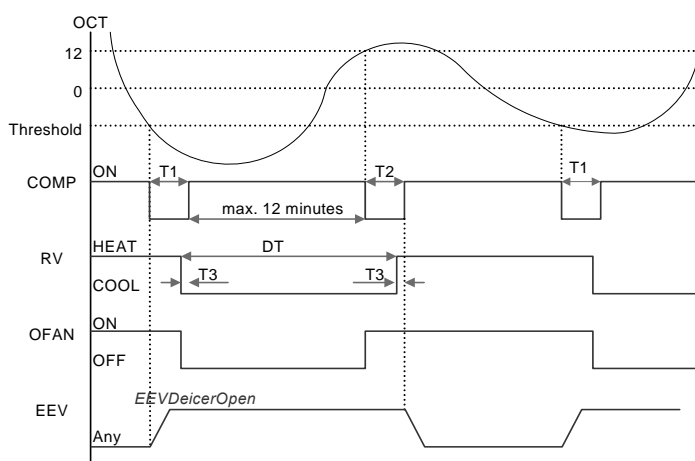 OCT
12
0
Threshold
COMP
ON
T1
T2
T1
max. 12 minutes
RV
HEAT
DT
COOL
T3
T3
OFAN
ON
OFF
EEV
EEVDeicerOpen
Any